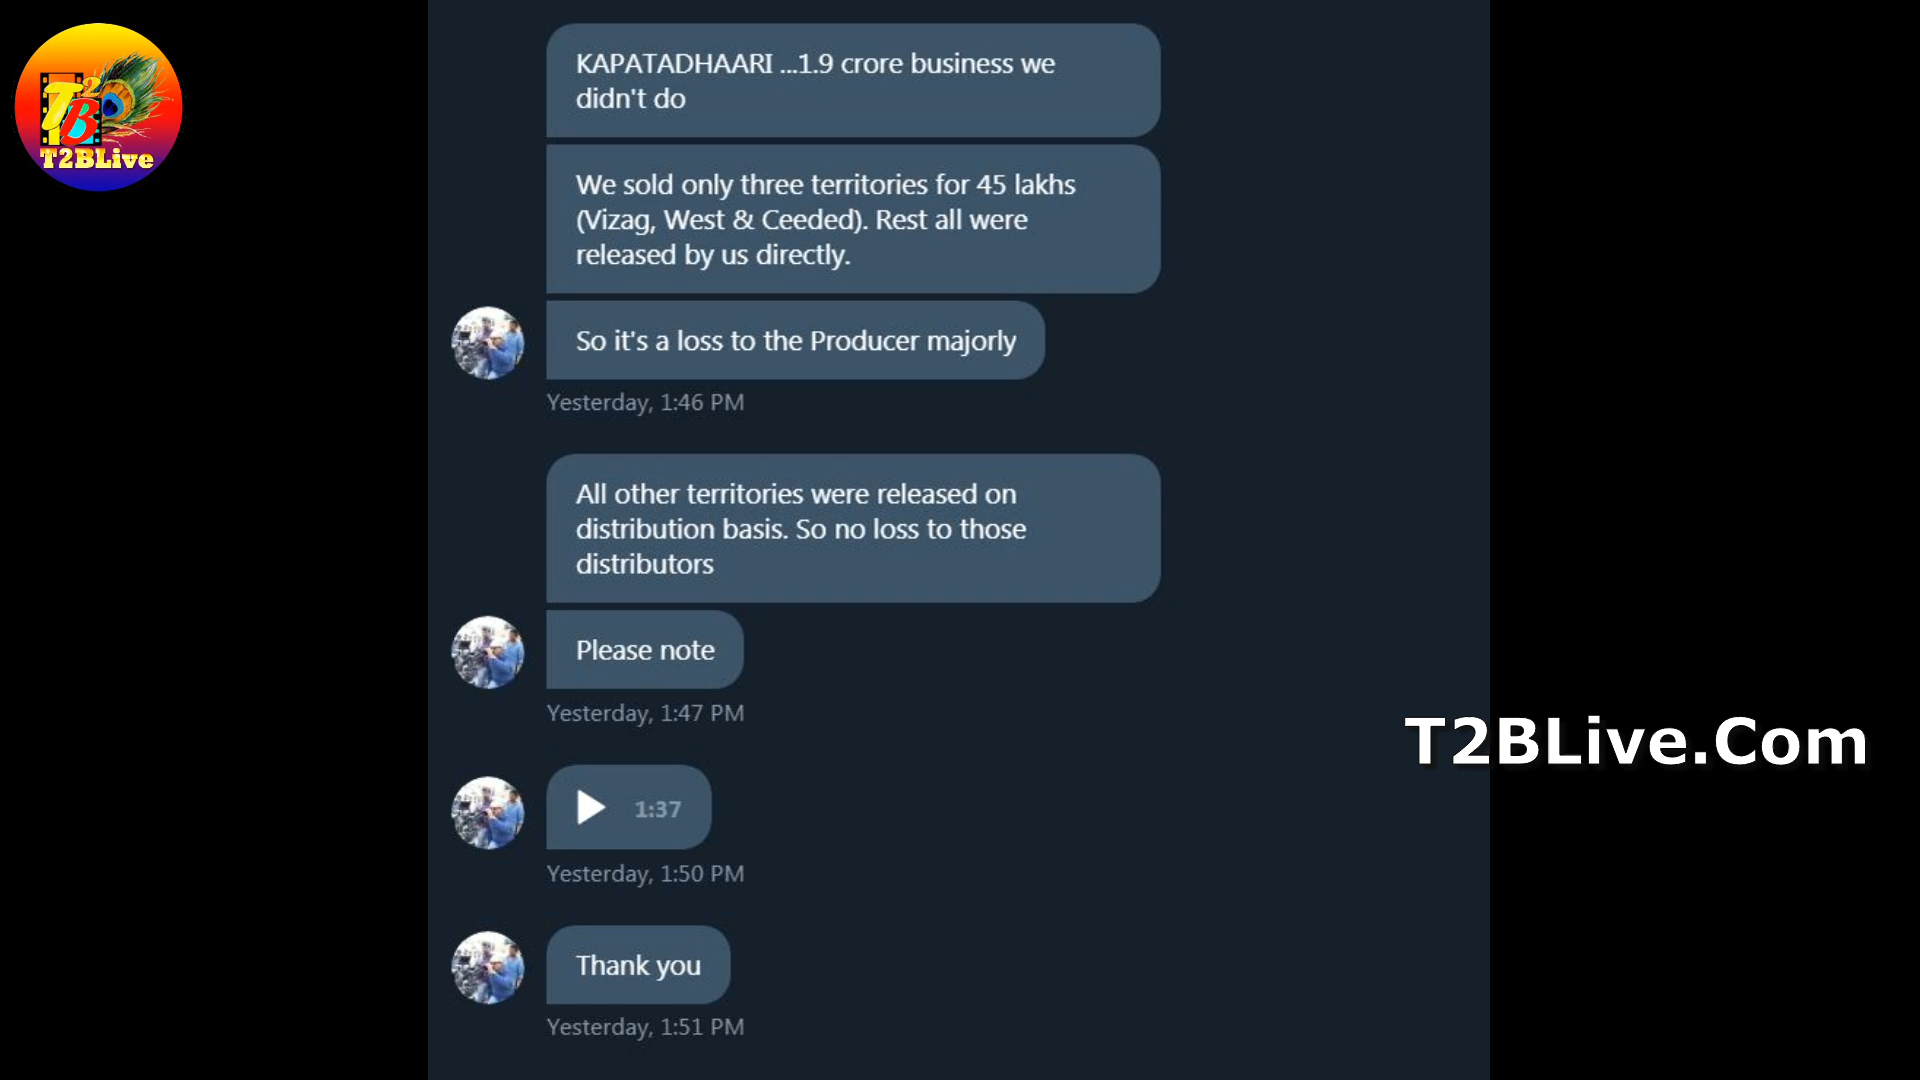 T2B
T2BLive
KAPATADHAARI ...1.9 crore business we
didn't do
We sold only three territories for 45 lakhs
(Vizag, West & Ceeded). Rest all were
released by us directly.
So it's a loss to the Producer majorly
Yesterday, 1:46 PM
All other territories were released on
distribution basis. So no loss to those
distributors
Please note
Yesterday, 1:47 PM
T2BLive.Com
1:37
Yesterday, 1:50 PM
Thank you
Yesterday, 1:51 PM